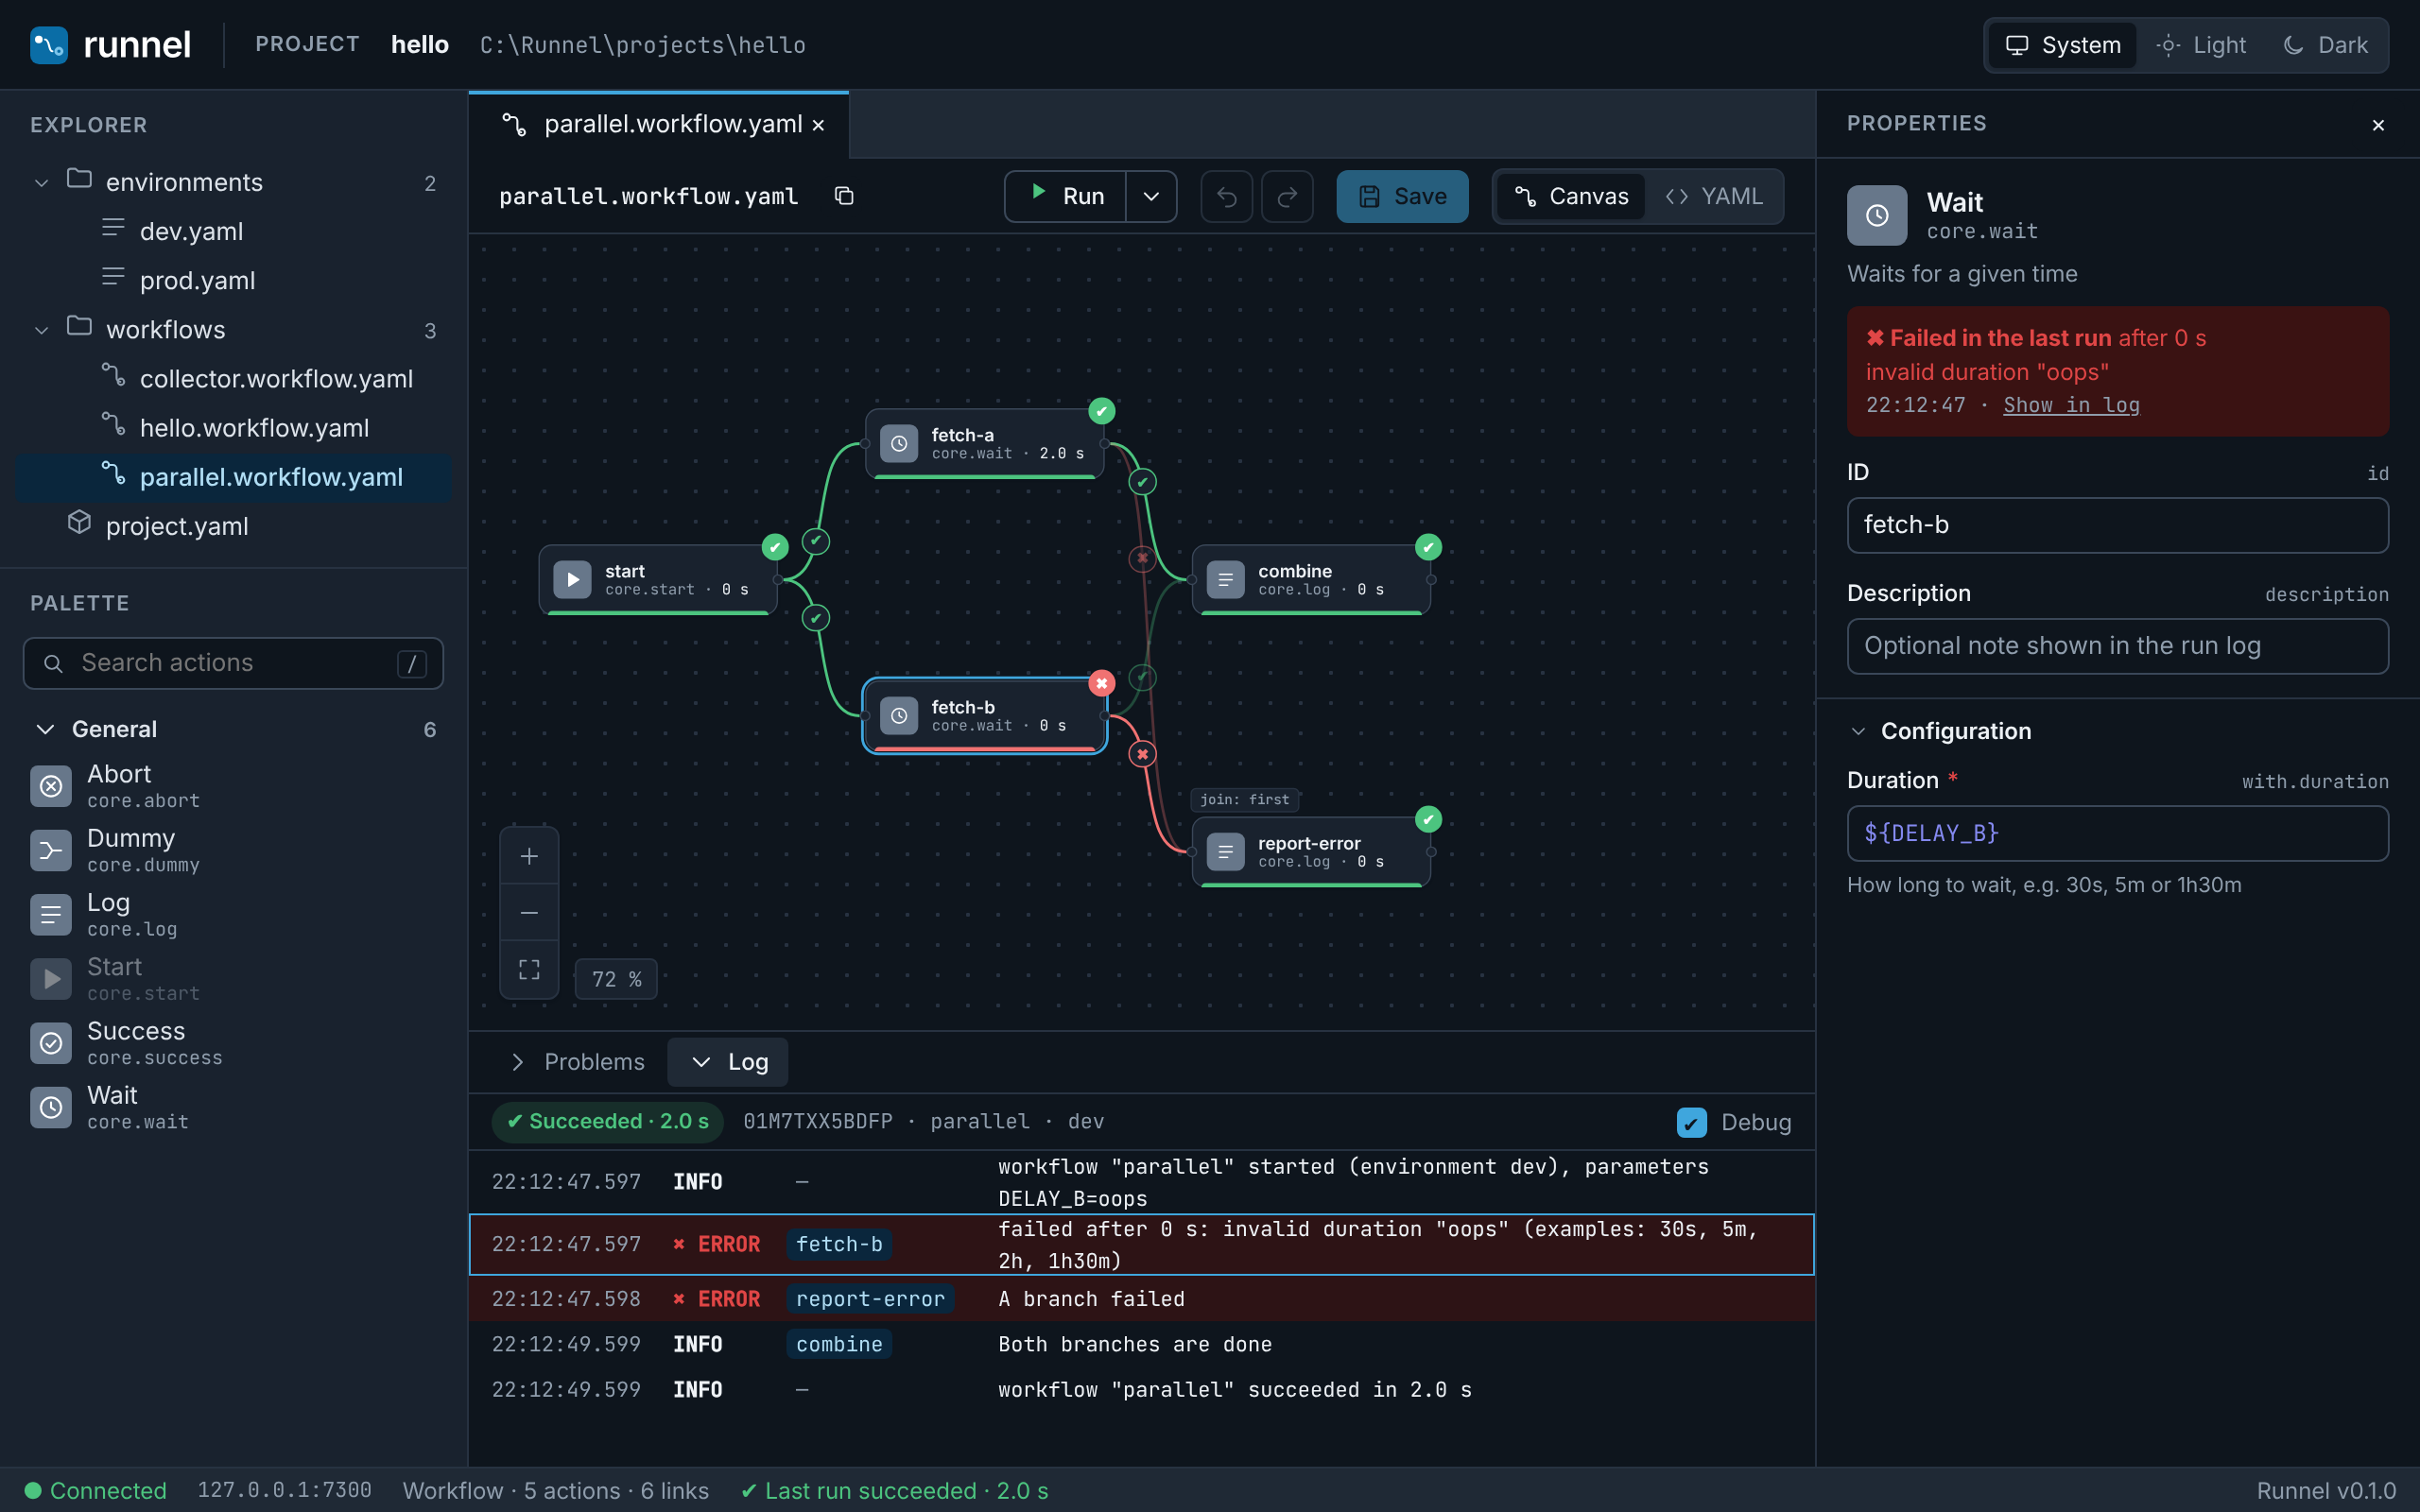 runnel
PROJECT hello C:\Runnel\projects\hello
System Light Dark
EXPLORER
environments 2
dev.yaml
prod.yaml
workflows 3
collector.workflow.yaml
hello.workflow.yaml
parallel.workflow.yaml
project.yaml
PALETTE
Search actions /
General 6
Abort
core.abort
Dummy
core.dummy
Log
core.log
Start
core.start
Success
core.success
Wait
core.wait
parallel.workflow.yaml ×
parallel.workflow.yaml
Run
Save
Canvas YAML
fetch-a
core.wait · 2.0 s
start
core.start · 0 s
combine
core.log · 0 s
fetch-b
core.wait · 0 s
join: first
report-error
core.log · 0 s
72 %
Problems Log
✔ Succeeded · 2.0 s 01M7TXX5BDFP · parallel · dev
Debug
22:12:47.597 INFO — workflow "parallel" started (environment dev), parameters
DELAY_B=oops
22:12:47.597 ✖ ERROR fetch-b failed after 0 s: invalid duration "oops" (examples: 30s, 5m,
2h, 1h30m)
22:12:47.598 ✖ ERROR report-error A branch failed
22:12:49.599 INFO combine Both branches are done
22:12:49.599 INFO — workflow "parallel" succeeded in 2.0 s
PROPERTIES ×
Wait
core.wait
Waits for a given time
✖ Failed in the last run after 0 s
invalid duration "oops"
22:12:47 · Show in log
ID id
fetch-b
Description description
Optional note shown in the run log
Configuration
Duration * with.duration
${DELAY_B}
How long to wait, e.g. 30s, 5m or 1h30m
Connected 127.0.0.1:7300 Workflow · 5 actions · 6 links ✔ Last run succeeded · 2.0 s
Runnel v0.1.0